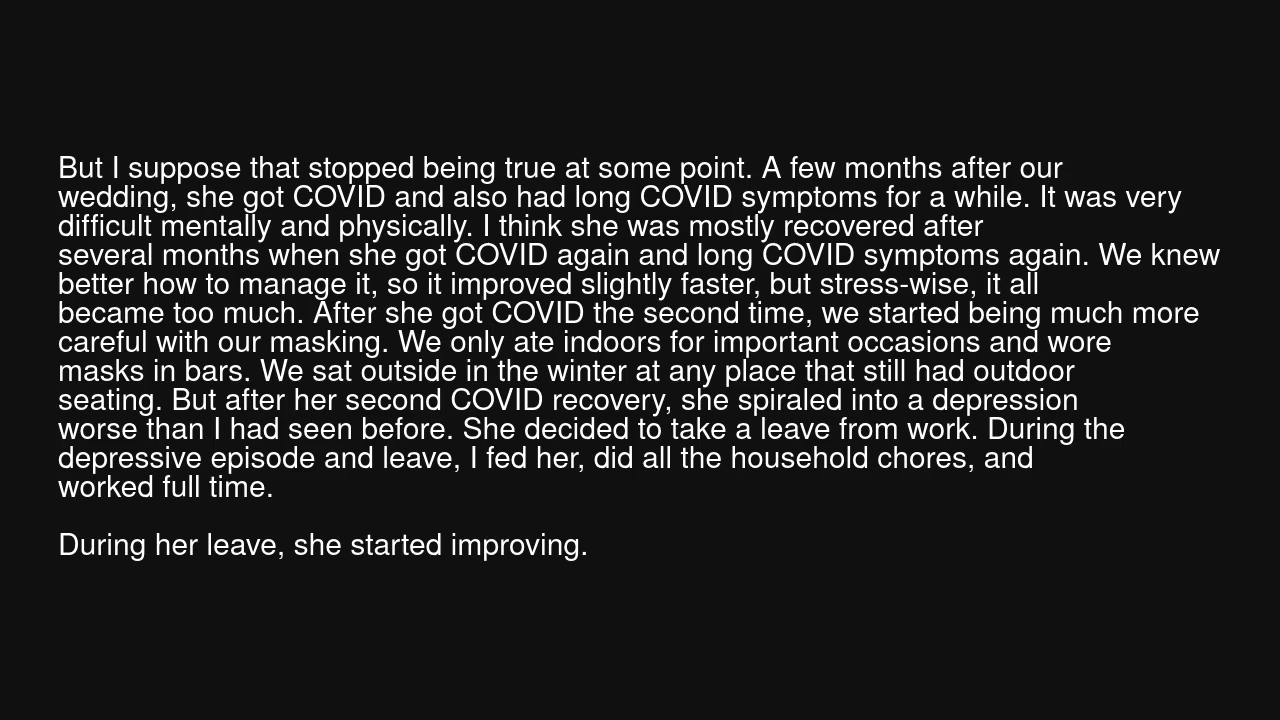 But I suppose that stopped being true at some point. A few months after our
wedding, she got COVID and also had long COVID symptoms for a while. It was very
difficult mentally and physically. I think she was mostly recovered after
several months when she got COVID again and long COVID symptoms again. We knew
better how to manage it, so it improved slightly faster, but stress-wise, it all
became too much. After she got COVID the second time, we started being much more
careful with our masking. We only ate indoors for important occasions and wore
masks in bars. We sat outside in the winter at any place that still had outdoor
seating. But after her second COVID recovery, she spiraled into a depression
worse than I had seen before. She decided to take a leave from work. During the
depressive episode and leave, I fed her, did all the household chores, and
worked full time.
During her leave, she started improving.